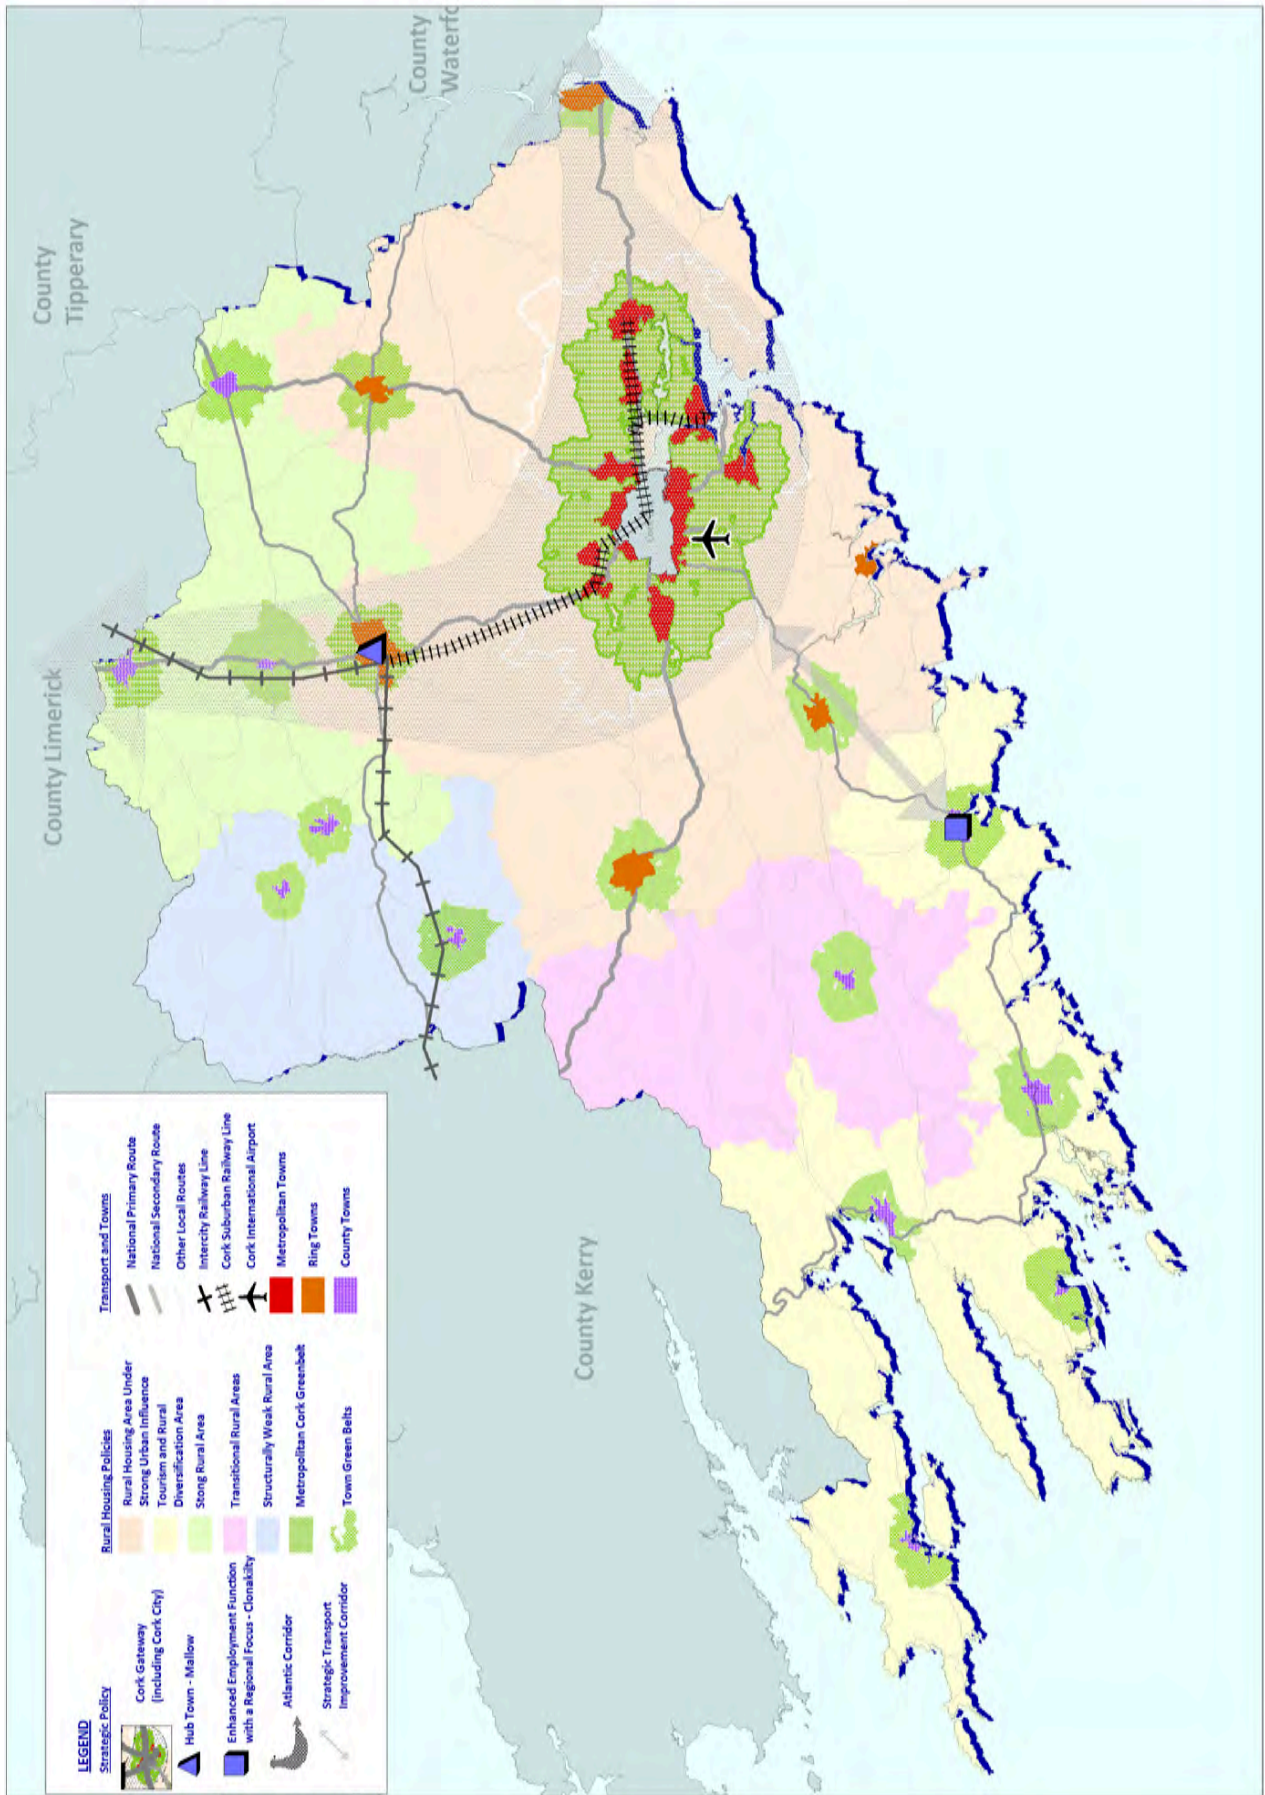 County
Waterfo
County
Tipperary
County Limerick
County Kerry
LEGEND
Strategic Policy
Cork Gateway
(including Cork City)
Hub Town - Mallow
Enhanced Employment Function
with a Regional Focus - Clonakilty
Atlantic Corridor
Strategic Transport
Improvement Corridor
Rural Housing Policies
Rural Housing Area Under
Strong Urban Influence
Tourism and Rural
Diversification Area
Stong Rural Area
Transitional Rural Areas
Structurally Weak Rural Area
Metropolitan Cork Greenbelt
Town Green Belts
Transport and Towns
National Primary Route
National Secondary Route
Other Local Routes
Intercity Railway Line
Cork Suburban Railway Line
Cork International Airport
Metropolitan Towns
Ring Towns
County Towns